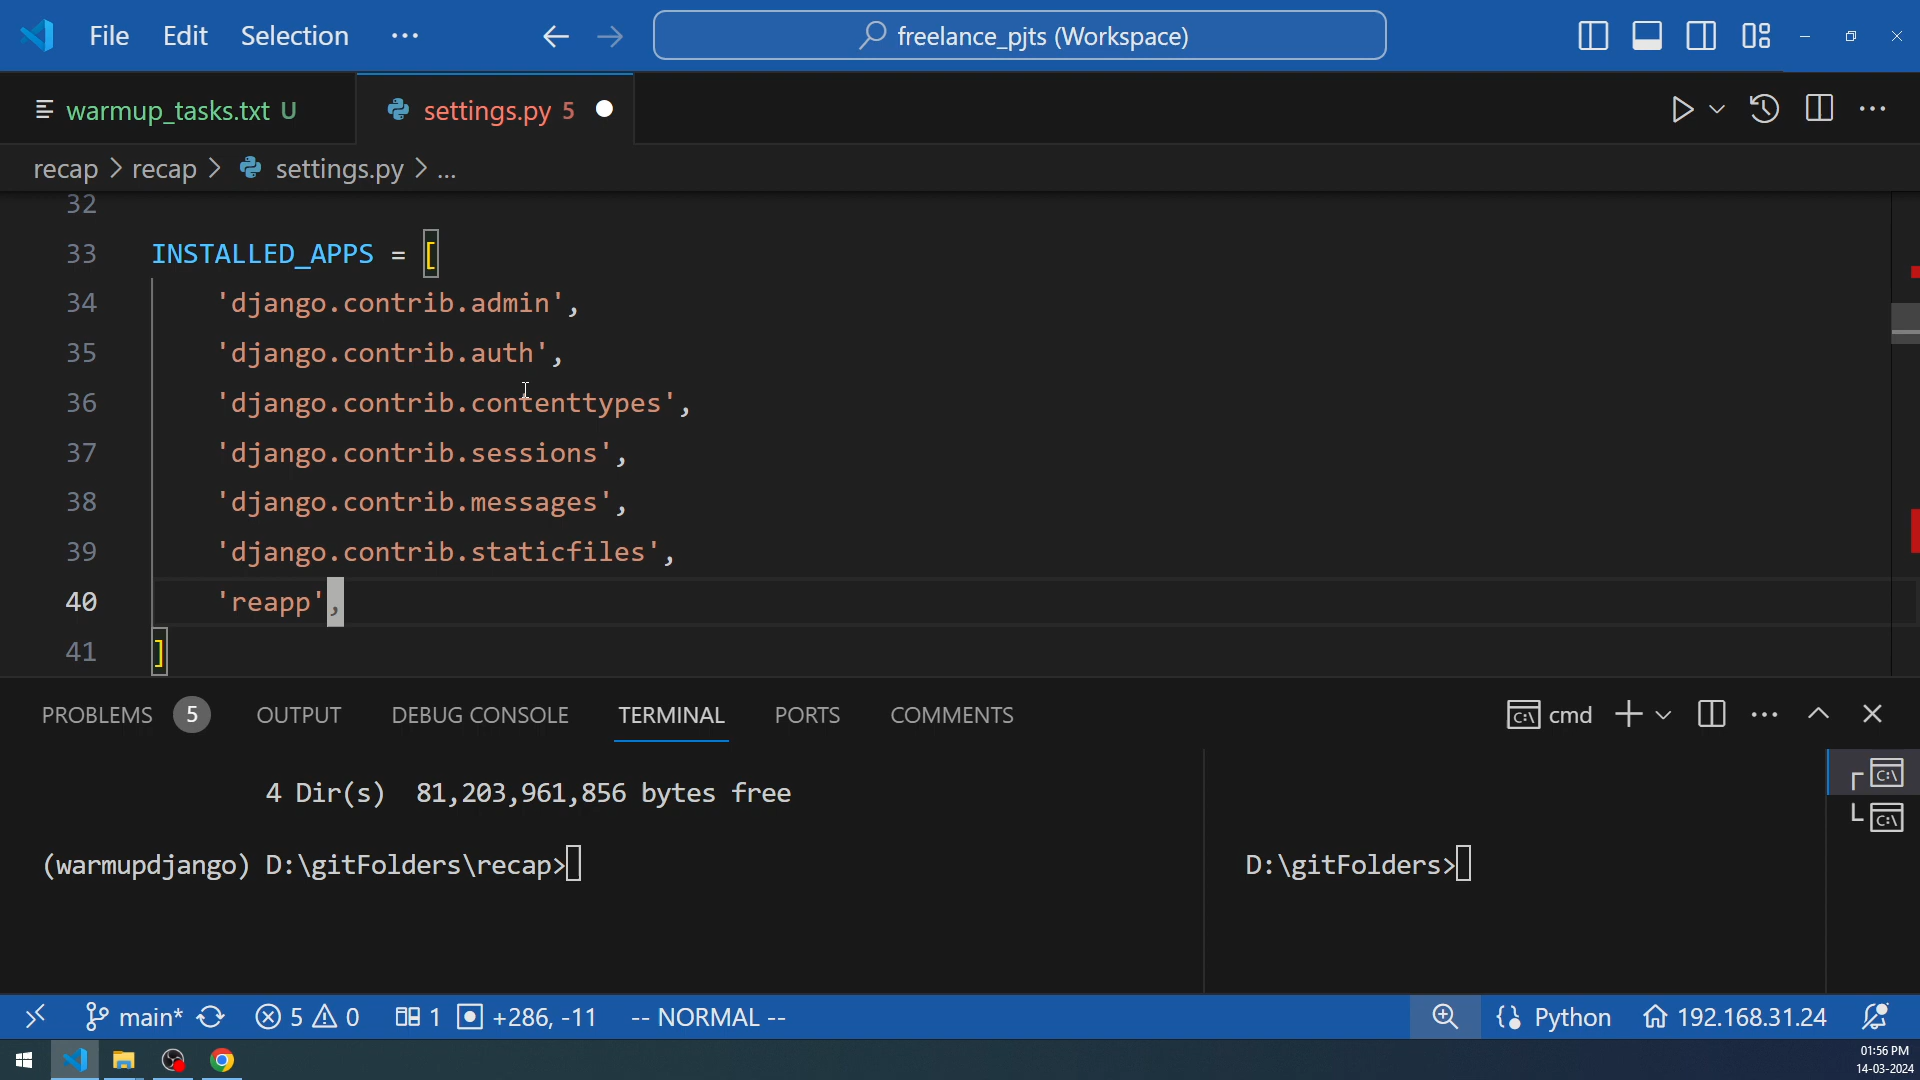 File Edit Selection ··· freelance_pjts (Workspace)
warmup_tasks.txt U settings.py 5
recap > recap > settings.py > ...
32
33 INSTALLED_APPS = [
34 'django.contrib.admin',
35 'django.contrib.auth',
36 'django.contrib.contenttypes',
37 'django.contrib.sessions',
38 'django.contrib.messages',
39 'django.contrib.staticfiles',
40 'reapp',
41 ]
PROBLEMS 5 OUTPUT DEBUG CONSOLE TERMINAL PORTS COMMENTS cmd
4 Dir(s) 81,203,961,856 bytes free
(warmupdjango) D:\gitFolders\recap> D:\gitFolders>
main* 5 0 1 +286, -11 -- NORMAL -- Python 192.168.31.24
01:56 PM
14-03-2024